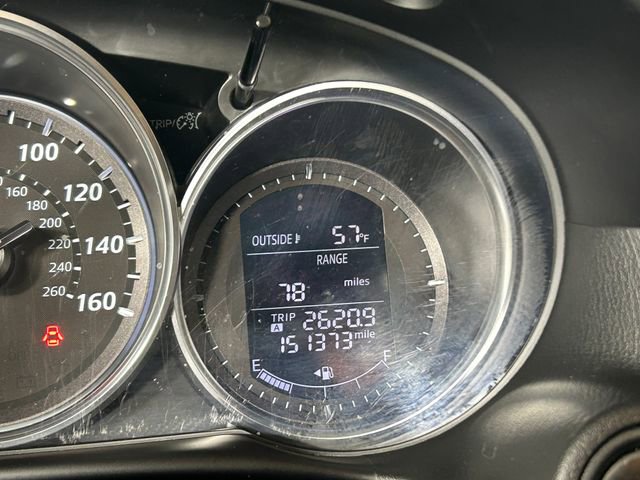 TRIP/
100
120
140
160
160
180
200
220
240
260
OUTSIDE 57°F
RANGE
78 miles
TRIP A 2620.9
151373 mile
E F